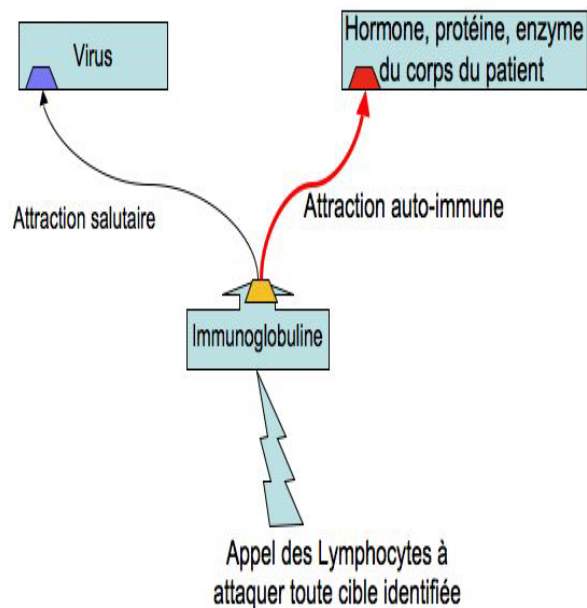 Virus
Hormone, protéine, enzyme
du corps du patient
Attraction salutaire
Attraction auto-immune
Immunoglobuline
Appel des Lymphocytes à
attaquer toute cible identifiée